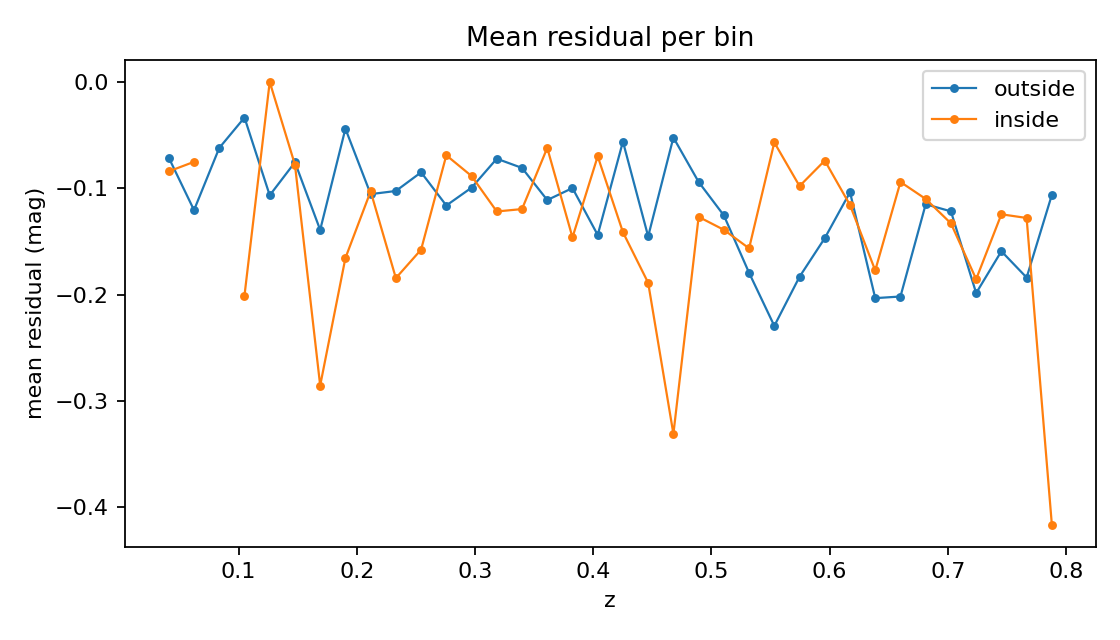 Mean residual per bin
outside
inside
mean residual (mag)
0.0
−0.1
−0.2
−0.3
−0.4
0.1 0.2 0.3 0.4 0.5 0.6 0.7 0.8
z